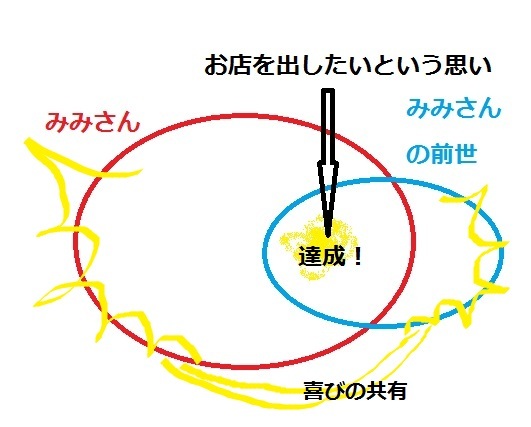 お店を出したいという思い
みみさん
みみさん
の前世
達成！
喜びの共有